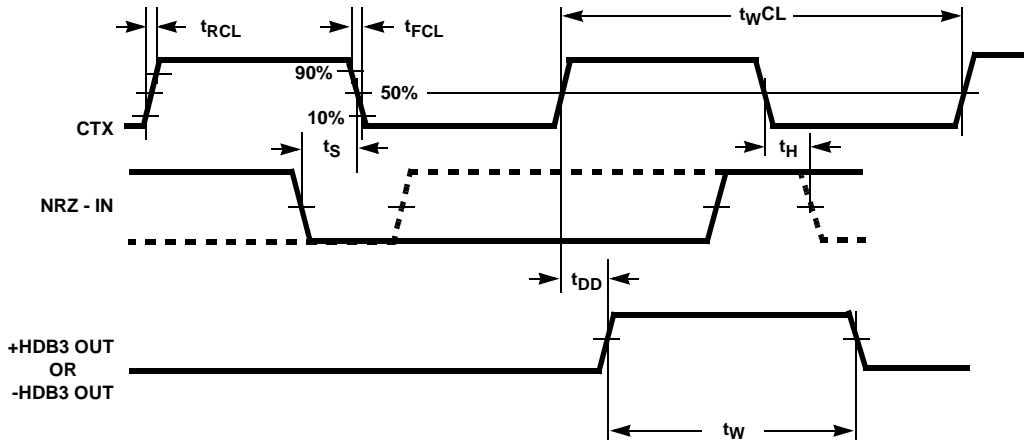 tRCL
tFCL
tWCL
90%
50%
10%
CTX
tS
tH
NRZ - IN
tDD
+HDB3 OUT
OR
-HDB3 OUT
tW